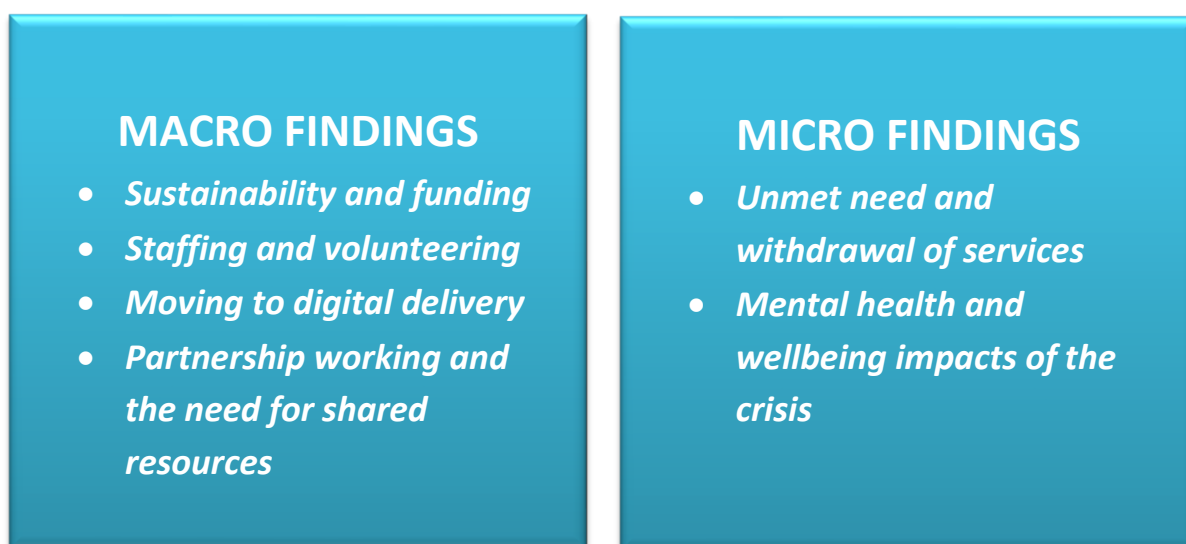 MACRO FINDINGS
• Sustainability and funding
• Staffing and volunteering
• Moving to digital delivery
• Partnership working and
the need for shared
resources
MICRO FINDINGS
• Unmet need and
withdrawal of services
• Mental health and
wellbeing impacts of the
crisis